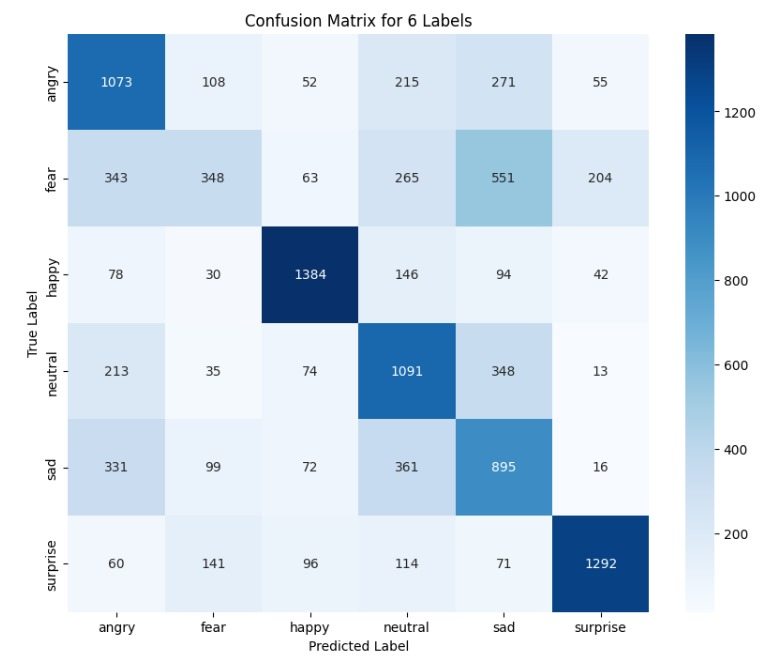 Confusion Matrix for 6 Labels
True Label
angry 1073 108 52 215 271 55
fear 343 348 63 265 551 204
happy 78 30 1384 146 94 42
neutral 213 35 74 1091 348 13
sad 331 99 72 361 895 16
surprise 60 141 96 114 71 1292
angry fear happy neutral sad surprise
Predicted Label
1200
1000
800
600
400
200